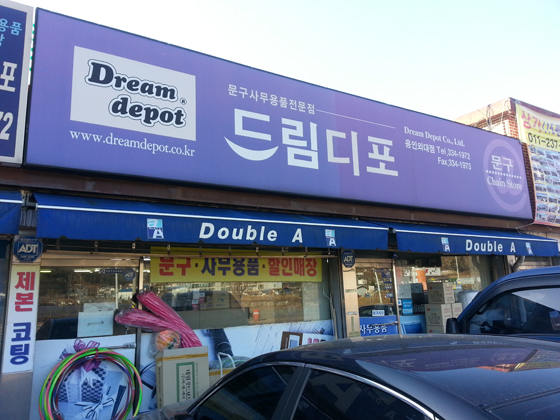 Dream
depot
www.dreamdepot.co.kr
문구사무용품전문점
드림디포
Dream Depot Co., Ltd.
용인외대점 Tel.334-1972
Fax.334-1973
문구
Chain Store
011-237
Double A
Double A
ADT
ADT
문구·사무용품·할인매장
제본
코팅
사무용품